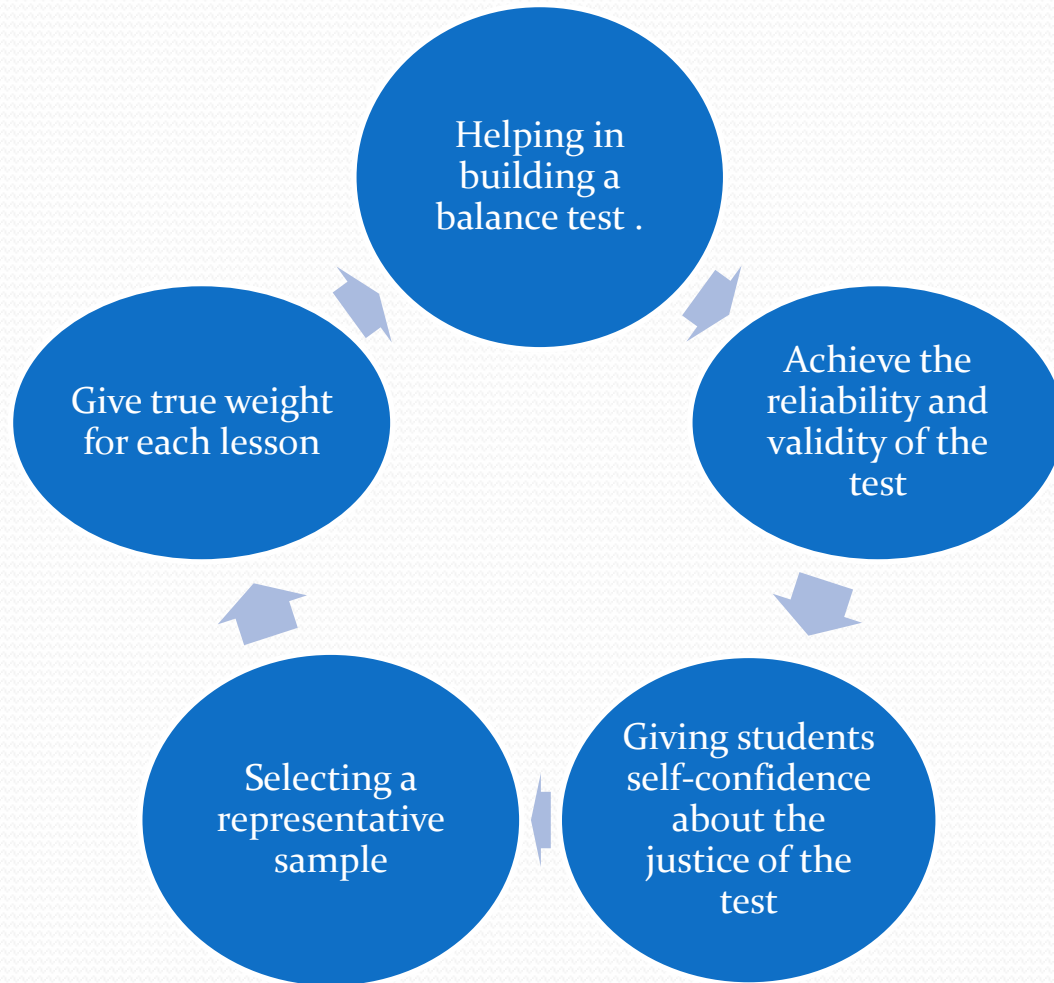 Helping in
building a
balance test .
Achieve the
reliability and
validity of the
test
Giving students
self-confidence
about the
justice of the
test
Selecting a
representative
sample
Give true weight
for each lesson